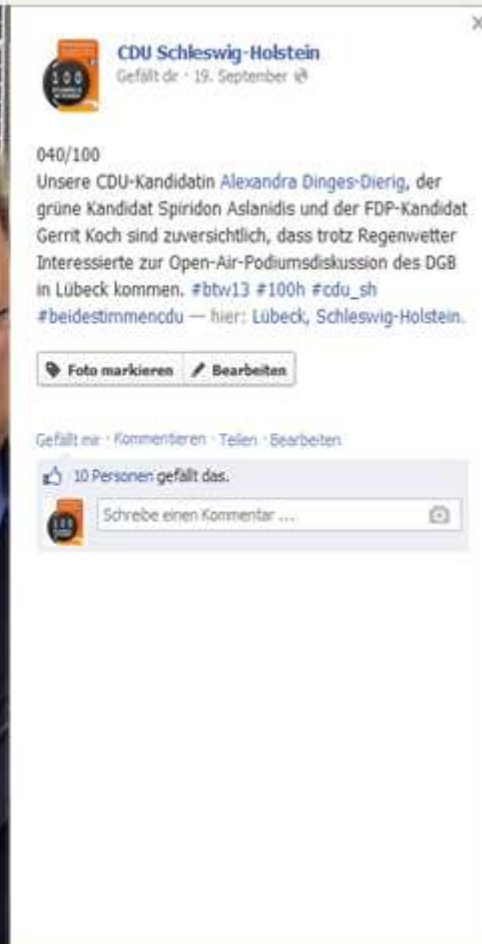 CDU Schleswig-Holstein
Gefällt dir · 19. September
100
040/100
Unsere CDU-Kandidatin Alexandra Dinges-Dierig, der
grüne Kandidat Spiridon Aslanidis und der FDP-Kandidat
Gerrit Koch sind zuversichtlich, dass trotz Regenwetter
Interessierte zur Open-Air-Podiumsdiskussion des DGB
in Lübeck kommen. #btw13 #100h #cdu_sh
#beidestimmencdu — hier: Lübeck, Schleswig-Holstein.
Foto markieren Bearbeiten
Gefällt mir · Kommentieren · Teilen · Bearbeiten
10 Personen gefällt das.
Schreibe einen Kommentar ...